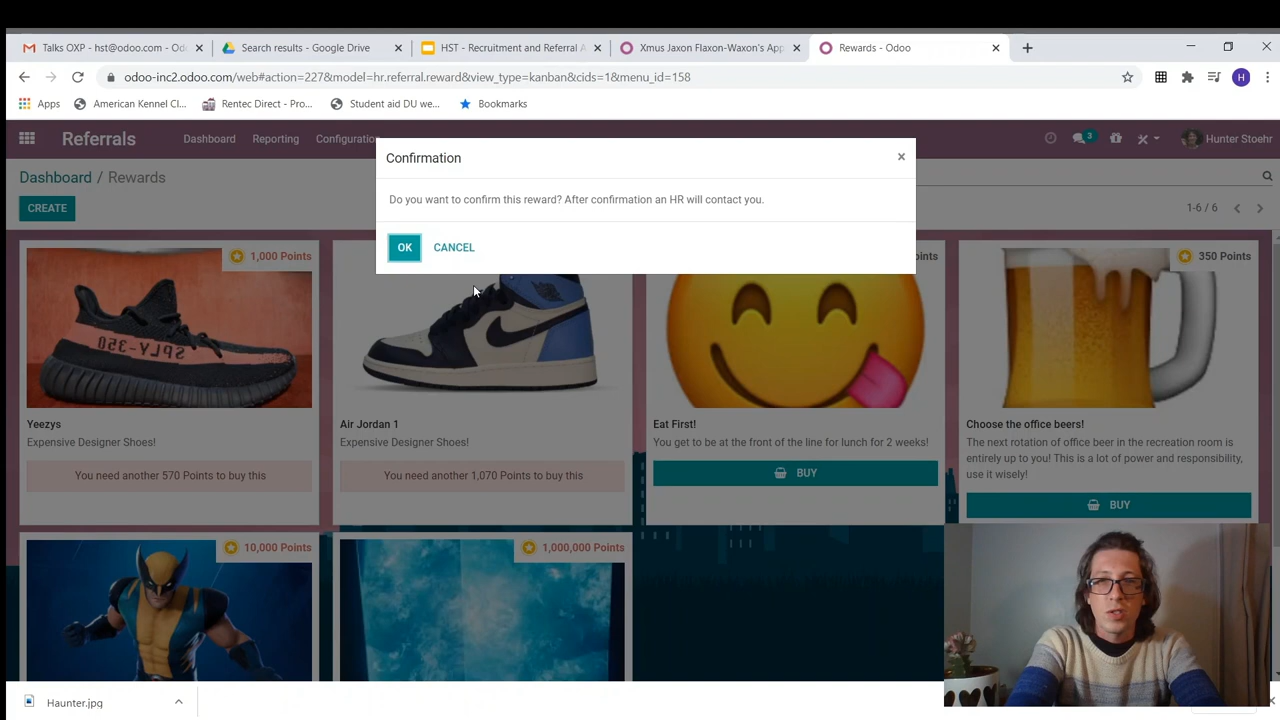 Talks OXP - hst@odoo.com - Od
Search results - Google Drive
HST - Recruitment and Referral A
Xmus Jaxon Flaxon-Waxon's App
Rewards - Odoo
odoo-inc2.odoo.com/web#action=227&model=hr.referral.reward&view_type=kanban&cids=1&menu_id=158
H
Apps
American Kennel Cl...
Rentec Direct - Pro...
Student aid DU we...
Bookmarks
Referrals
Dashboard
Reporting
Configuration
3
Hunter Stoehr
Dashboard / Rewards
CREATE
1-6 / 6
Confirmation
×
Do you want to confirm this reward? After confirmation an HR will contact you.
OK
CANCEL
1,000 Points
SPLY-350
Yeezys
Expensive Designer Shoes!
You need another 570 Points to buy this
Air Jordan 1
Expensive Designer Shoes!
You need another 1,070 Points to buy this
Eat First!
You get to be at the front of the line for lunch for 2 weeks!
BUY
350 Points
Choose the office beers!
The next rotation of office beer in the recreation room is
entirely up to you! This is a lot of power and responsibility,
use it wisely!
BUY
10,000 Points
1,000,000 Points
Haunter.jpg